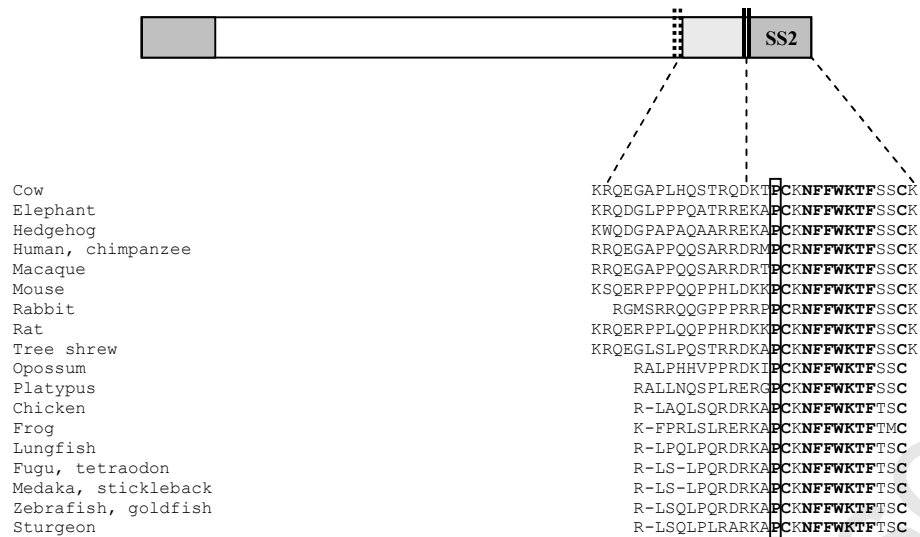 SS2
Cow KRQEGAPLHQSTRQDKTPCKNFFWKTFSSCK
Elephant KRQDGLPPPQATRREKAPCKNFFWKTFSSCK
Hedgehog KWQDGPAPAQAARREKAPCKNFFWKTFSSCK
Human, chimpanzee RRQEGAPPQQSARRDRMPCRNFFWKTFSSCK
Macaque RRQEGAPPQQSARRDRTPCKNFFWKTFSSCK
Mouse KSQERPPPQQPPHLDKKPCKNFFWKTFSSCK
Rabbit RGMSRRQQGPPPRRPPCRNFFWKTFSSCK
Rat KRQERPPLQQPPHRDKKPCKNFFWKTFSSCK
Tree shrew KRQEGLSLPQSTRRDKAPCKNFFWKTFSSCK
Opossum RALPHHVPPRDKIPCKNFFWKTFSSC
Platypus RALLNQSPLRERGPCKNFFWKTFSSC
Chicken R-LAQLSQRDRKAPCKNFFWKTFTSC
Frog K-FPRLSLRERKAPCKNFFWKTFTMC
Lungfish R-LPQLPQRDRKAPCKNFFWKTFTSC
Fugu, tetraodon R-LS-LPQRDRKAPCKNFFWKTFTSC
Medaka, stickleback R-LS-LPQRDRKAPCKNFFWKTFTSC
Zebrafish, goldfish R-LSQLPQRDRKAPCKNFFWKTFTSC
Sturgeon R-LSQLPLRARKAPCKNFFWKTFTSC